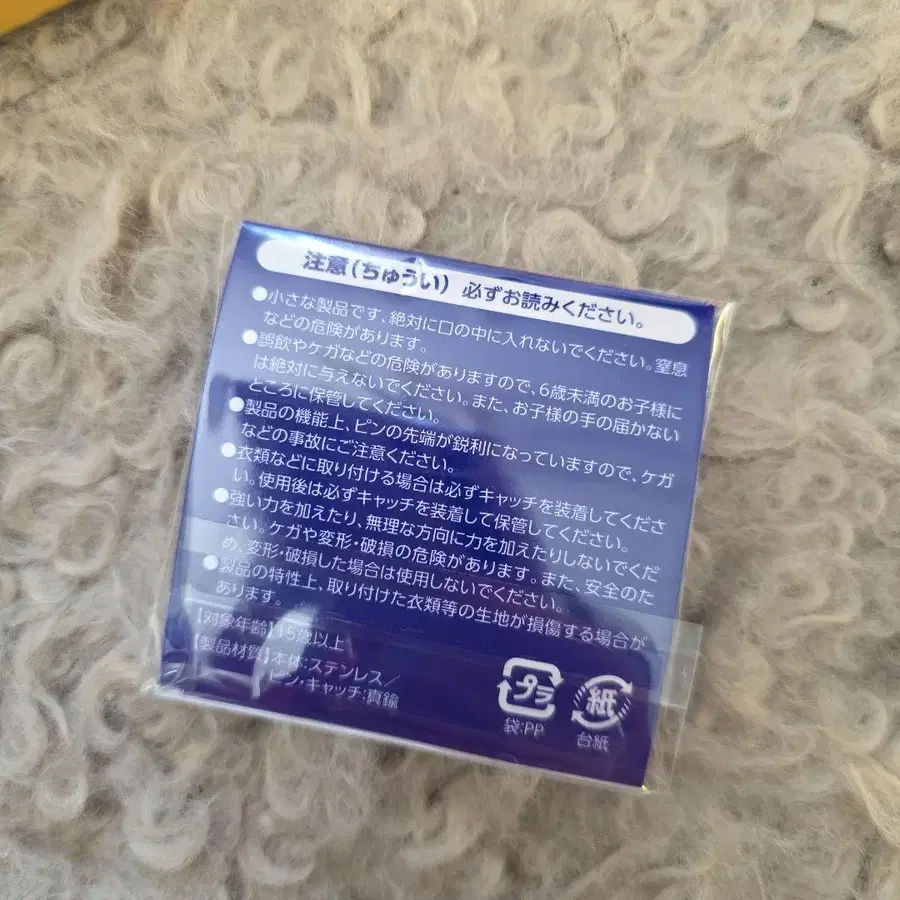 注意(ちゅうい) 必ずお読みください。
●小さな製品です、絶対に口の中に入れないでください。窒息
などの危険があります。
●誤飲やケガなどの危険がありますので、6歳未満のお子様に
は絶対に与えないでください。また、お子様の手の届かない
ところに保管してください。
●製品の機能上、ピンの先端が鋭利になっていますので、ケガ
などの事故にご注意ください。
●衣類などに取り付ける場合は必ずキャッチを装着してくださ
い。使用後は必ずキャッチを装着して保管してください。
●強い力を加えたり、無理な方向に力を加えたりしないでくだ
さい。ケガや変形・破損の危険があります。また、安全のた
め、変形・破損した場合は使用しないでください。
●製品の特性上、取り付けた衣類等の生地が損傷する場合が
あります。
【対象年齢】15歳以上
【製品材質】本体:ステンレス/
ピン・キャッチ:真鍮
プラ
袋:PP
紙
台紙